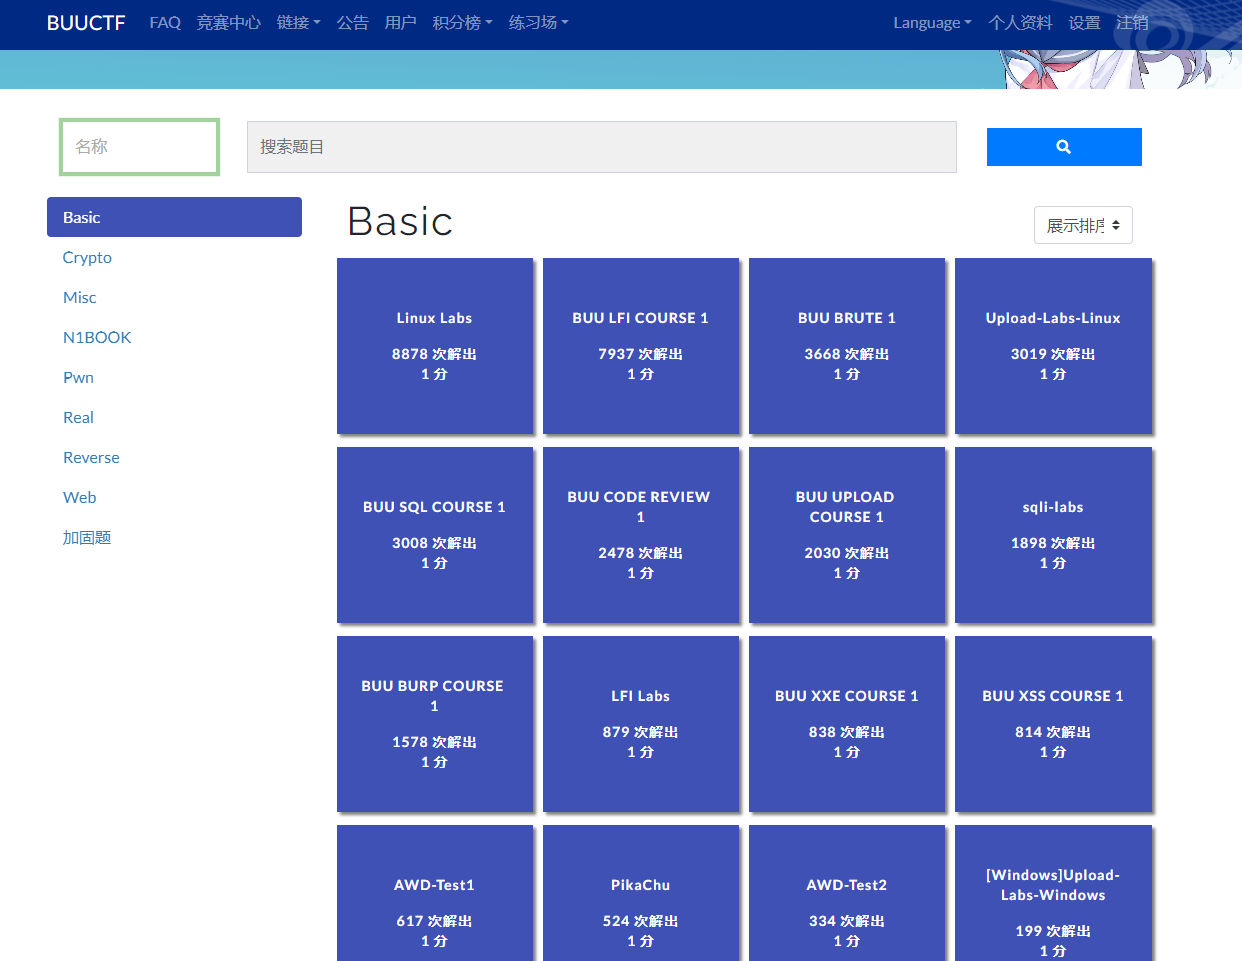 BUUCTF FAQ 竞赛中心 链接 公告 用户 积分榜 练习场 Language 个人资料 设置 注销
名称 搜索题目
Basic
Crypto
Misc
N1BOOK
Pwn
Real
Reverse
Web
加固题
Basic 展示排序
Linux Labs
8878 次解出
1 分
BUU LFI COURSE 1
7937 次解出
1 分
BUU BRUTE 1
3668 次解出
1 分
Upload-Labs-Linux
3019 次解出
1 分
BUU SQL COURSE 1
3008 次解出
1 分
BUU CODE REVIEW
1
2478 次解出
1 分
BUU UPLOAD
COURSE 1
2030 次解出
1 分
sqli-labs
1898 次解出
1 分
BUU BURP COURSE
1
1578 次解出
1 分
LFI Labs
879 次解出
1 分
BUU XXE COURSE 1
838 次解出
1 分
BUU XSS COURSE 1
814 次解出
1 分
AWD-Test1
617 次解出
1 分
PikaChu
524 次解出
1 分
AWD-Test2
334 次解出
1 分
[Windows]Upload-
Labs-Windows
199 次解出
1 分